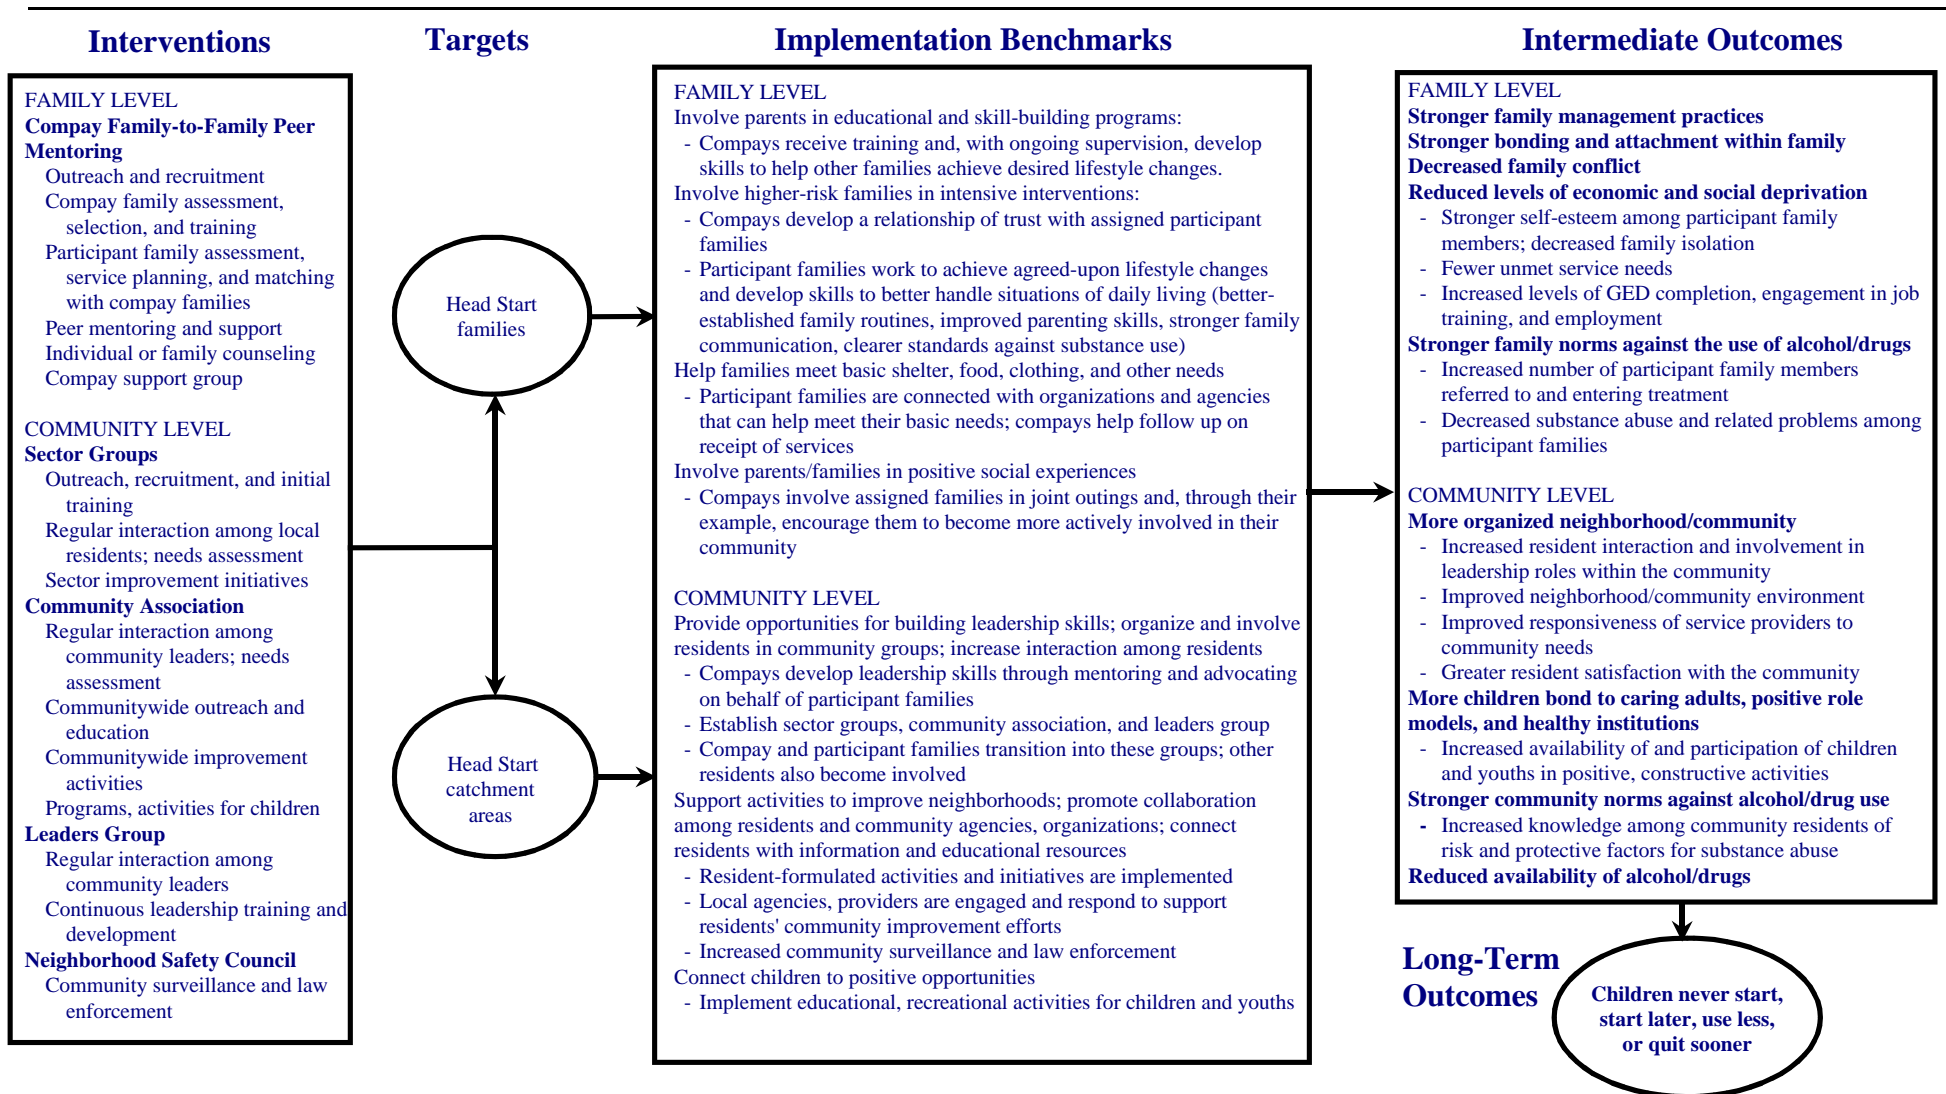 Interventions
FAMILY LEVEL
Compay Family-to-Family Peer
Mentoring
Outreach and recruitment
Compay family assessment,
selection, and training
Participant family assessment,
service planning, and matching
with compay families
Peer mentoring and support
Individual or family counseling
Compay support group
COMMUNITY LEVEL
Sector Groups
Outreach, recruitment, and initial
training
Regular interaction among local
residents; needs assessment
Sector improvement initiatives
Community Association
Regular interaction among
community leaders; needs
assessment
Communitywide outreach and
education
Communitywide improvement
activities
Programs, activities for children
Leaders Group
Regular interaction among
community leaders
Continuous leadership training and
development
Neighborhood Safety Council
Community surveillance and law
enforcement
Targets
Head Start
families
Head Start
catchment
areas
Implementation Benchmarks
FAMILY LEVEL
Involve parents in educational and skill-building programs:
- Compays receive training and, with ongoing supervision, develop
skills to help other families achieve desired lifestyle changes.
Involve higher-risk families in intensive interventions:
- Compays develop a relationship of trust with assigned participant
families
- Participant families work to achieve agreed-upon lifestyle changes
and develop skills to better handle situations of daily living (better-
established family routines, improved parenting skills, stronger family
communication, clearer standards against substance use)
Help families meet basic shelter, food, clothing, and other needs
- Participant families are connected with organizations and agencies
that can help meet their basic needs; compays help follow up on
receipt of services
Involve parents/families in positive social experiences
- Compays involve assigned families in joint outings and, through their
example, encourage them to become more actively involved in their
community
COMMUNITY LEVEL
Provide opportunities for building leadership skills; organize and involve
residents in community groups; increase interaction among residents
- Compays develop leadership skills through mentoring and advocating
on behalf of participant families
- Establish sector groups, community association, and leaders group
- Compay and participant families transition into these groups; other
residents also become involved
Support activities to improve neighborhoods; promote collaboration
among residents and community agencies, organizations; connect
residents with information and educational resources
- Resident-formulated activities and initiatives are implemented
- Local agencies, providers are engaged and respond to support
residents' community improvement efforts
- Increased community surveillance and law enforcement
Connect children to positive opportunities
- Implement educational, recreational activities for children and youths
Intermediate Outcomes
FAMILY LEVEL
Stronger family management practices
Stronger bonding and attachment within family
Decreased family conflict
Reduced levels of economic and social deprivation
- Stronger self-esteem among participant family
members; decreased family isolation
- Fewer unmet service needs
- Increased levels of GED completion, engagement in job
training, and employment
Stronger family norms against the use of alcohol/drugs
- Increased number of participant family members
referred to and entering treatment
- Decreased substance abuse and related problems among
participant families
COMMUNITY LEVEL
More organized neighborhood/community
- Increased resident interaction and involvement in
leadership roles within the community
- Improved neighborhood/community environment
- Improved responsiveness of service providers to
community needs
- Greater resident satisfaction with the community
More children bond to caring adults, positive role
models, and healthy institutions
- Increased availability of and participation of children
and youths in positive, constructive activities
Stronger community norms against alcohol/drug use
- Increased knowledge among community residents of
risk and protective factors for substance abuse
Reduced availability of alcohol/drugs
Long-Term
Outcomes
Children never start,
start later, use less,
or quit sooner